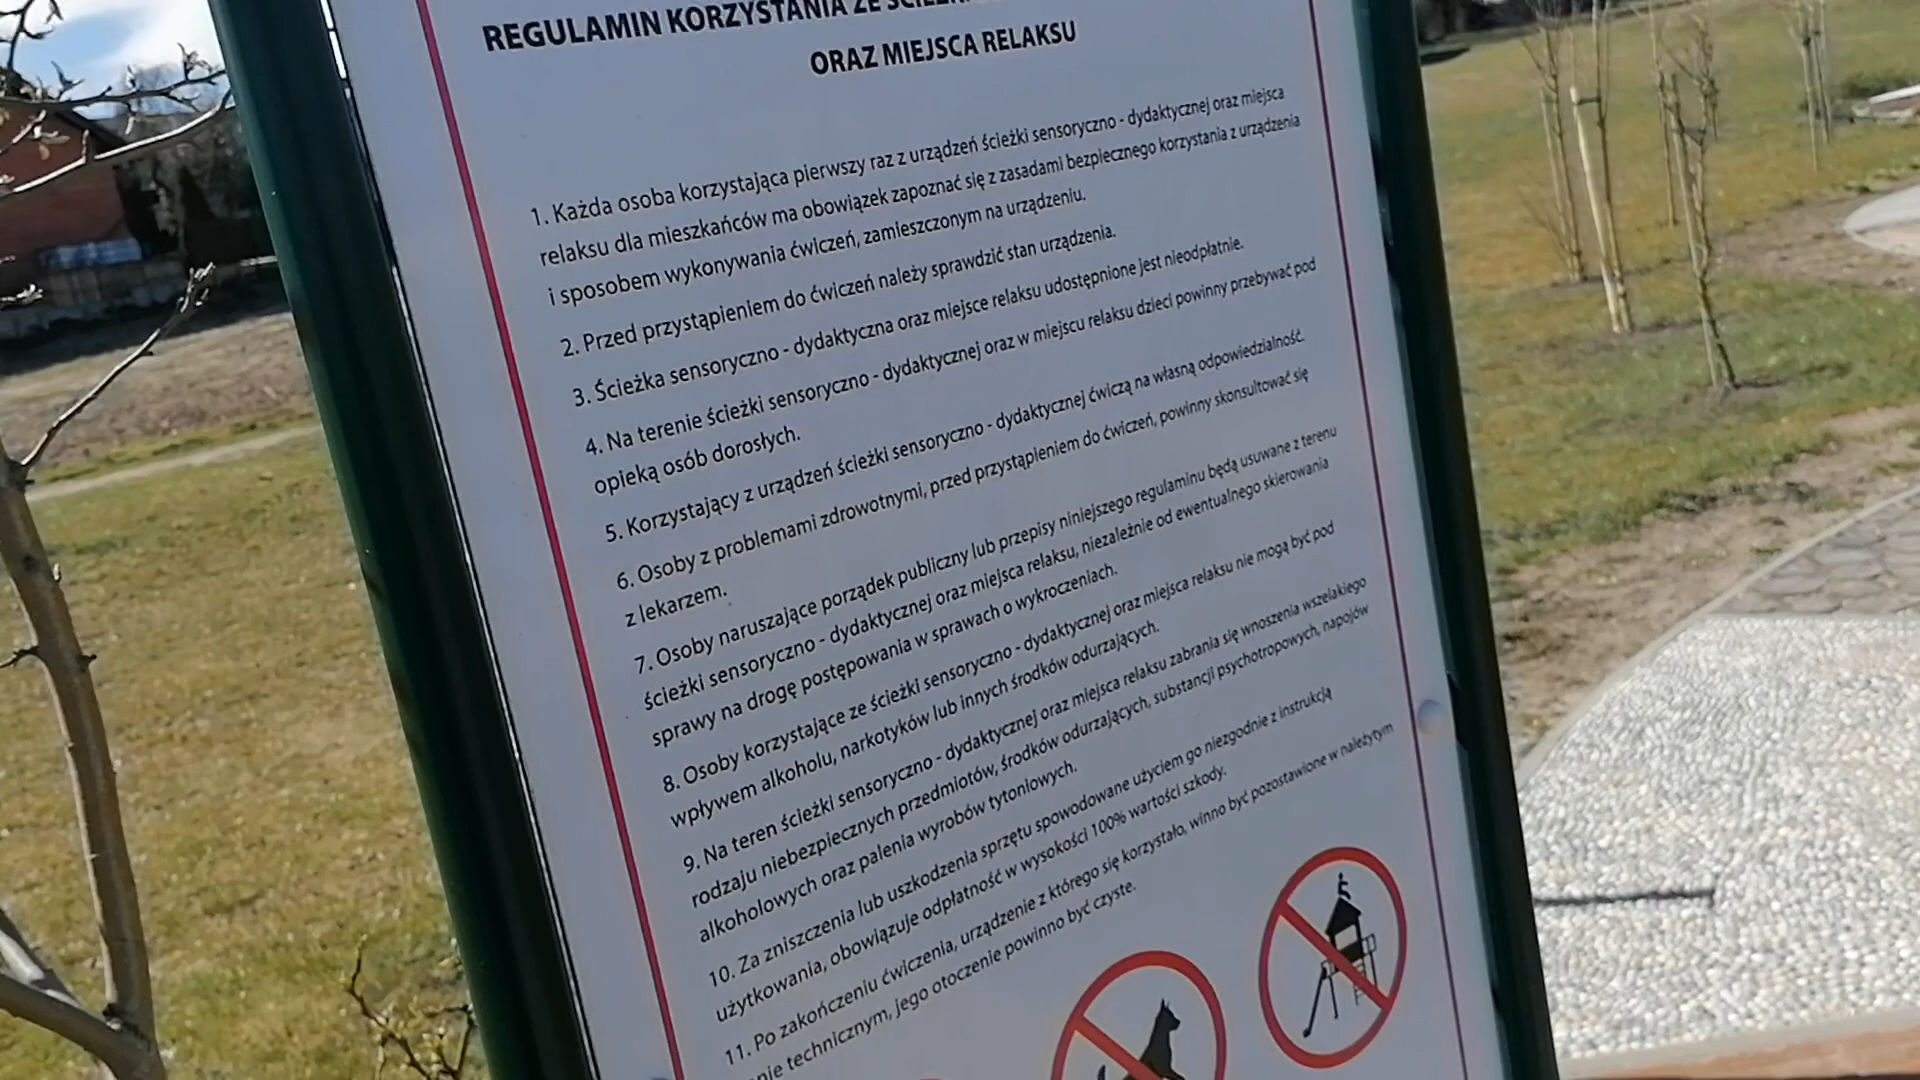 REGULAMIN KORZYSTANIA ZE
ORAZ MIEJSCA RELAKSU
1. Każda osoba korzystająca pierwszy raz z urządzeń ścieżki sensoryczno - dydaktycznej oraz miejsca
relaksu dla mieszkańców ma obowiązek zapoznać się z zasadami bezpiecznego korzystania z urządzenia
i sposobem wykonywania ćwiczeń, zamieszczonym na urządzeniu.
2. Przed przystąpieniem do ćwiczeń należy sprawdzić stan urządzenia.
3. Ścieżka sensoryczno - dydaktyczna oraz miejsce relaksu udostępnione jest nieodpłatnie.
4. Na terenie ścieżki sensoryczno - dydaktycznej oraz w miejscu relaksu dzieci powinny przebywać pod
opieką osób dorosłych.
5. Korzystający z urządzeń ścieżki sensoryczno - dydaktycznej ćwiczą na własną odpowiedzialność.
6. Osoby z problemami zdrowotnymi, przed przystąpieniem do ćwiczeń, powinny skonsultować się
z lekarzem.
7. Osoby naruszające porządek publiczny lub przepisy niniejszego regulaminu będą usuwane z terenu
ścieżki sensoryczno - dydaktycznej oraz miejsca relaksu, niezależnie od ewentualnego skierowania
sprawy na drogę postępowania w sprawach o wykroczeniach.
8. Osoby korzystające ze ścieżki sensoryczno - dydaktycznej oraz miejsca relaksu nie mogą być pod
wpływem alkoholu, narkotyków lub innych środków odurzających.
9. Na teren ścieżki sensoryczno - dydaktycznej oraz miejsca relaksu zabrania się wnoszenia wszelakiego
rodzaju niebezpiecznych przedmiotów, środków odurzających, substancji psychotropowych, napojów
alkoholowych oraz palenia wyrobów tytoniowych.
10. Za zniszczenia lub uszkodzenia sprzętu spowodowane użyciem go niezgodnie z instrukcją
użytkowania, obowiązuje odpłatność w wysokości 100% wartości szkody.
11. Po zakończeniu ćwiczenia, urządzenie z którego się korzystało, winno być pozostawione w należytym
technicznym, jego otoczenie powinno być czyste.